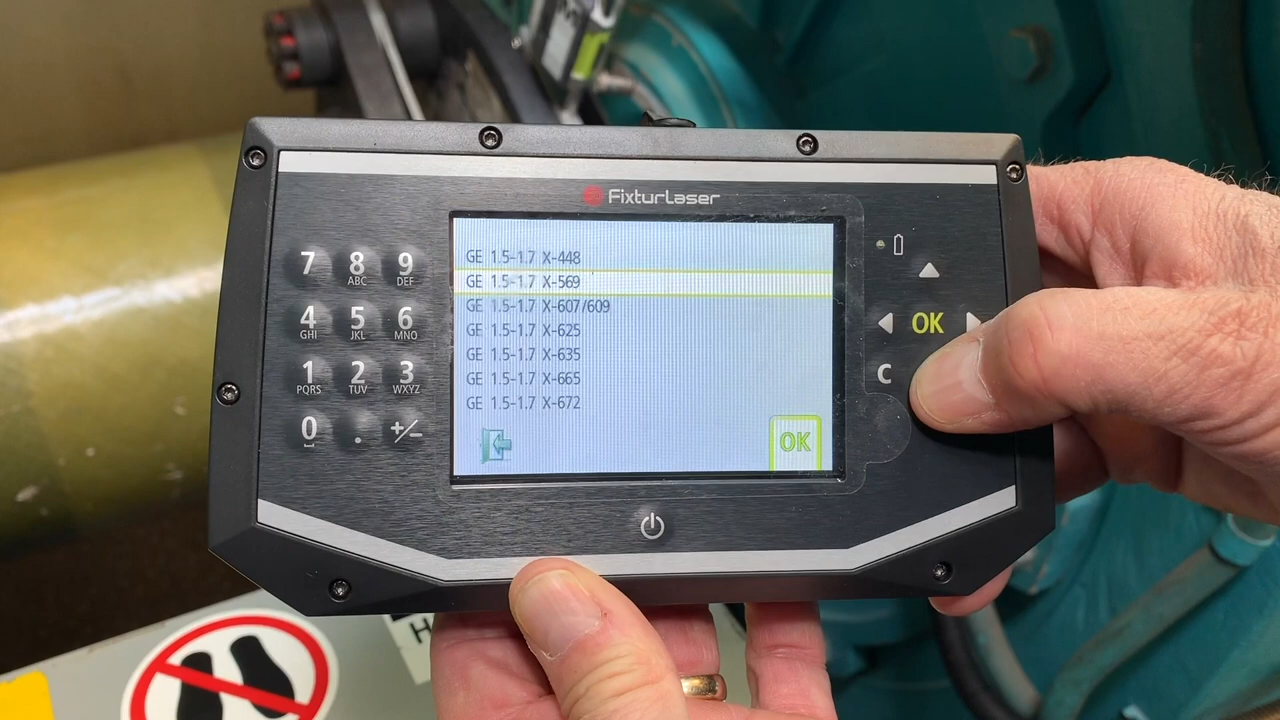 FIXTURLASER
GE 1.5-1.7 X-448
GE 1.5-1.7 X-569
GE 1.5-1.7 X-607/609
GE 1.5-1.7 X-625
GE 1.5-1.7 X-635
GE 1.5-1.7 X-665
GE 1.5-1.7 X-672
OK
7
8 ABC
9 DEF
4 GHI
5 JKL
6 MNO
1 PQRS
2 TUV
3 WXYZ
0
.
+/-
OK
C
H